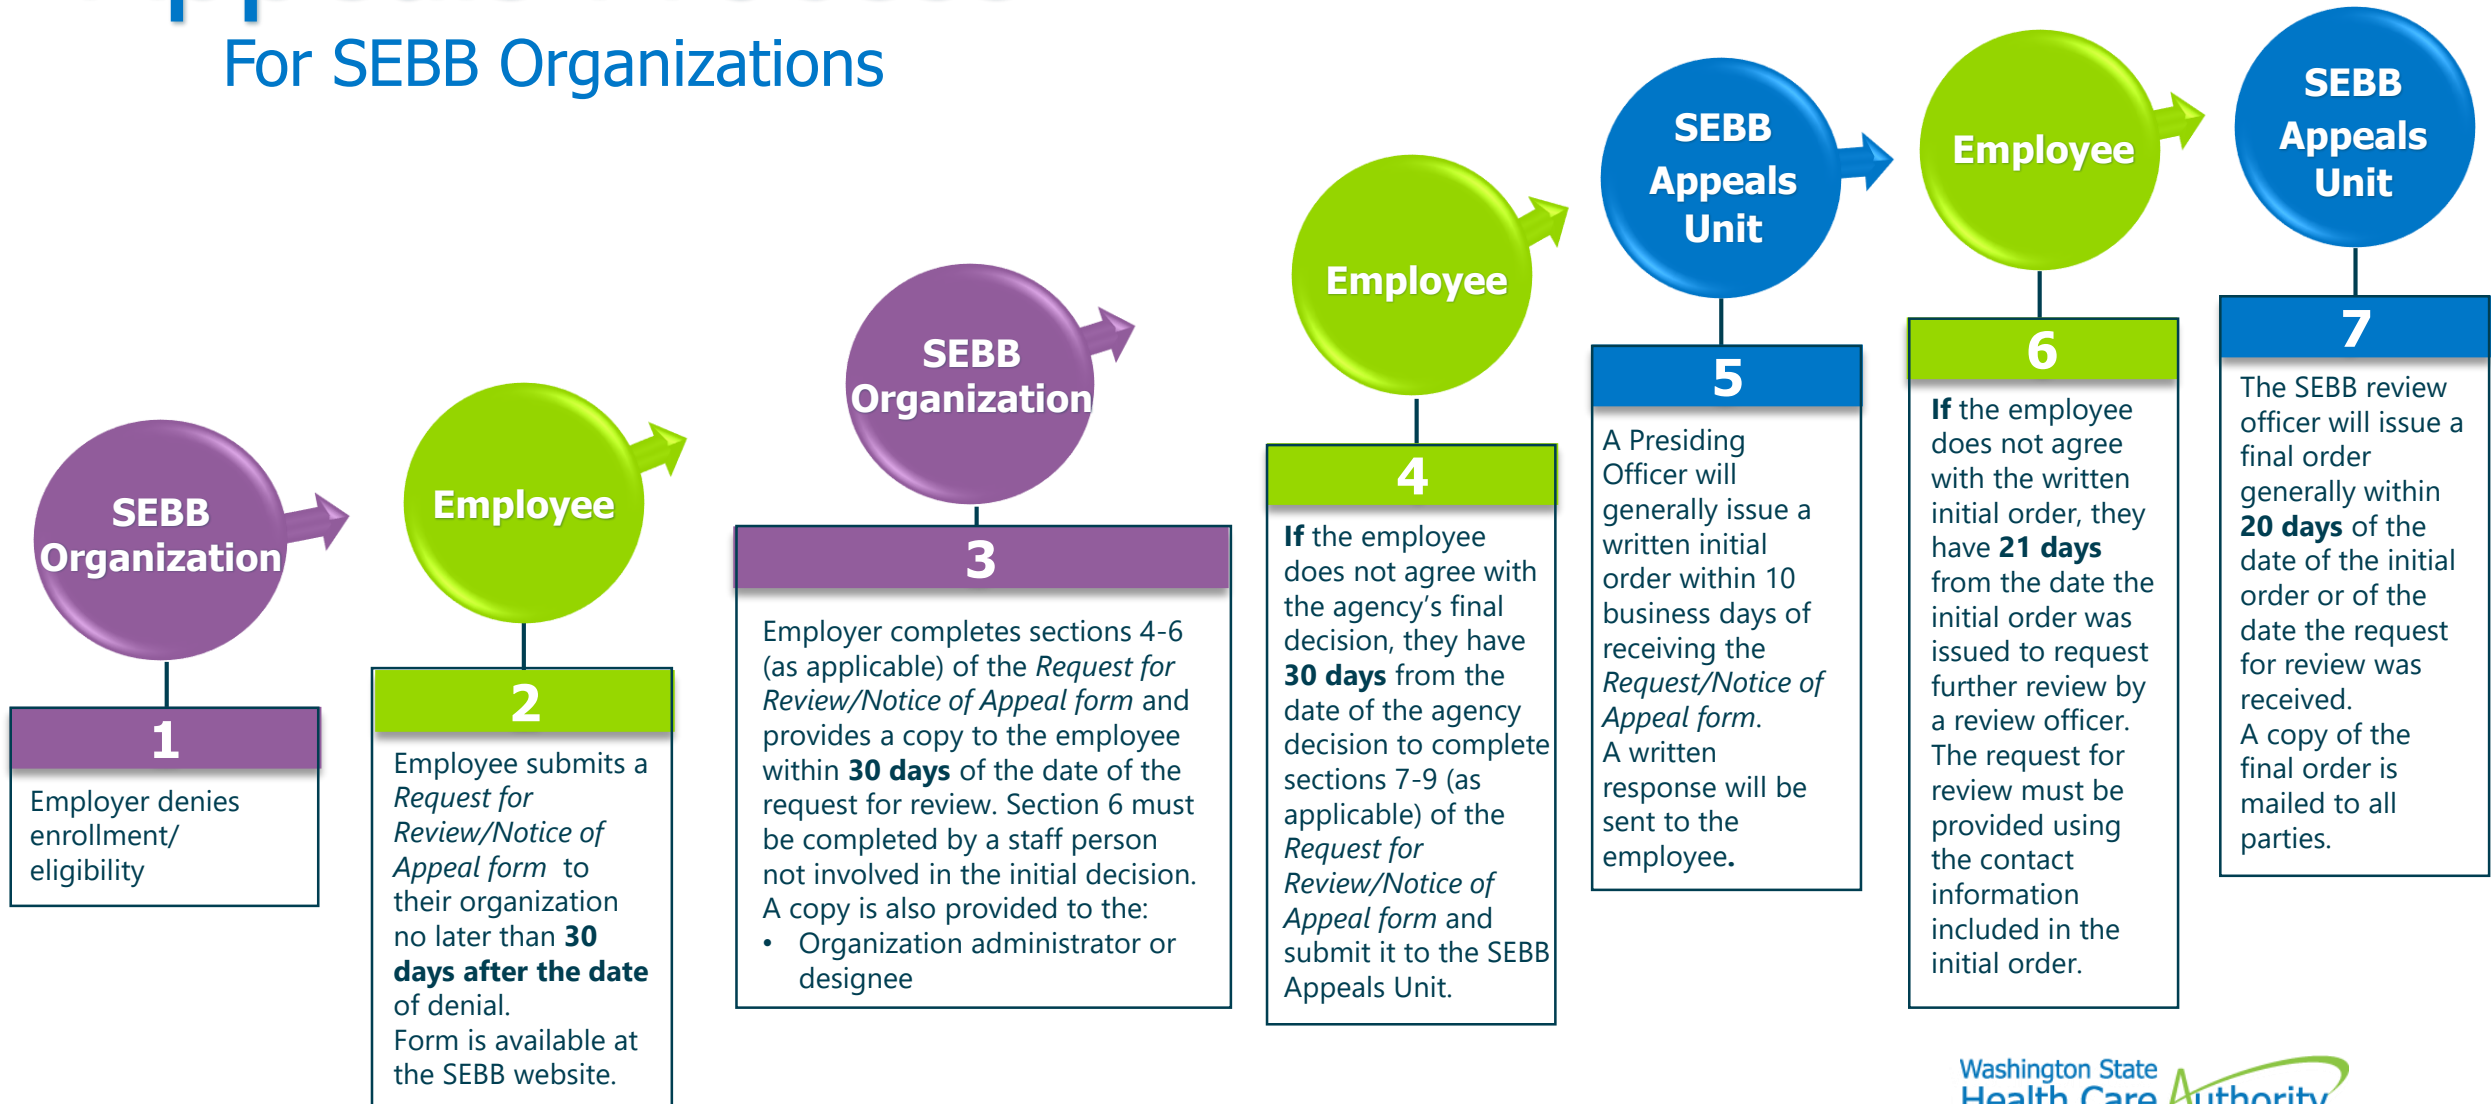 For SEBB Organizations
SEBB
Organization
1
Employer denies
enrollment/
eligibility
Employee
2
Employee submits a
Request for
Review/Notice of
Appeal form to
their organization
no later than 30
days after the date
of denial.
Form is available at
the SEBB website.
SEBB
Organization
3
Employer completes sections 4-6
(as applicable) of the Request for
Review/Notice of Appeal form and
provides a copy to the employee
within 30 days of the date of the
request for review. Section 6 must
be completed by a staff person
not involved in the initial decision.
A copy is also provided to the:
• Organization administrator or
designee
Employee
4
If the employee
does not agree with
the agency’s final
decision, they have
30 days from the
date of the agency
decision to complete
sections 7-9 (as
applicable) of the
Request for
Review/Notice of
Appeal form and
submit it to the SEBB
Appeals Unit.
SEBB
Appeals
Unit
5
A Presiding
Officer will
generally issue a
written initial
order within 10
business days of
receiving the
Request/Notice of
Appeal form.
A written
response will be
sent to the
employee.
Employee
6
If the employee
does not agree
with the written
initial order, they
have 21 days
from the date the
initial order was
issued to request
further review by
a review officer.
The request for
review must be
provided using
the contact
information
included in the
initial order.
SEBB
Appeals
Unit
7
The SEBB review
officer will issue a
final order
generally within
20 days of the
date of the initial
order or of the
date the request
for review was
received.
A copy of the
final order is
mailed to all
parties.
Washington State
Health Care Authority